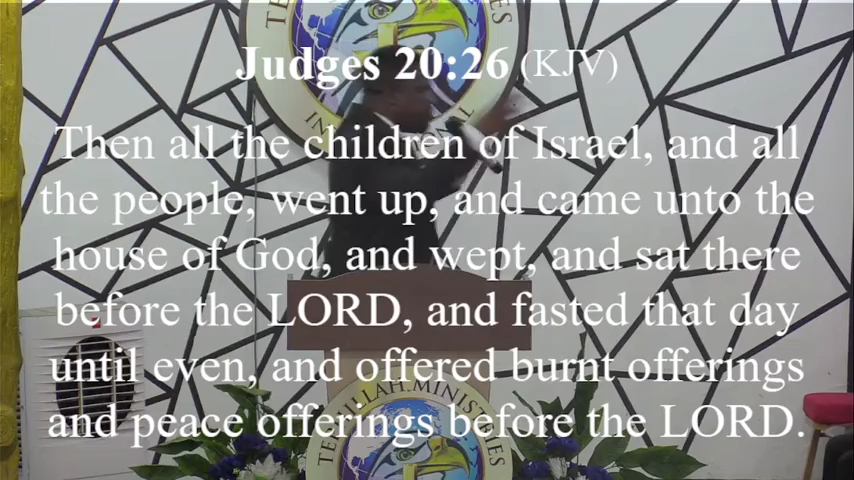 Judges 20:26 (KJV)
Then all the children of Israel, and all
the people, went up, and came unto the
house of God, and wept, and sat there
before the LORD, and fasted that day
until even, and offered burnt offerings
and peace offerings before the LORD.